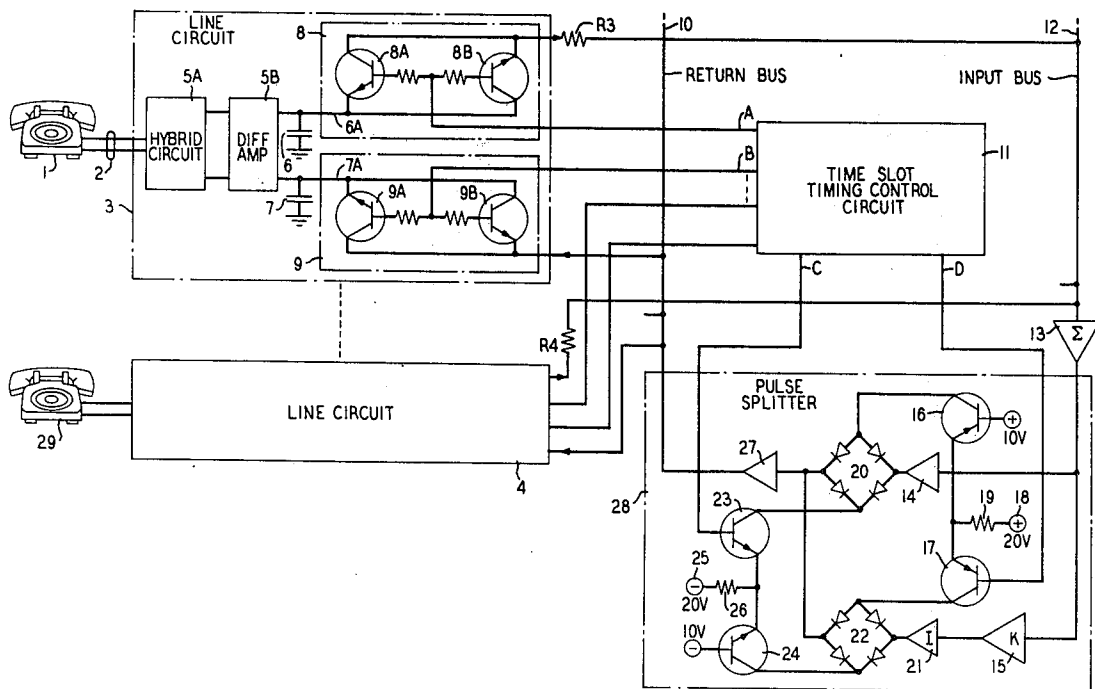 LINE
CIRCUIT
3
1
2
5A
HYBRID
CIRCUIT
5B
DIFF
AMP
6
6A
7
7A
8
8A
8B
9
9A
9B
R3
10
RETURN BUS
12
INPUT BUS
A
B
TIME SLOT
TIMING CONTROL
CIRCUIT
11
C
D
13
Σ
R4
29
LINE CIRCUIT
4
PULSE
SPLITTER
28
27
20
14
16
10V
19
18
20V
17
23
25
20V
26
10V
24
22
I
21
K
15